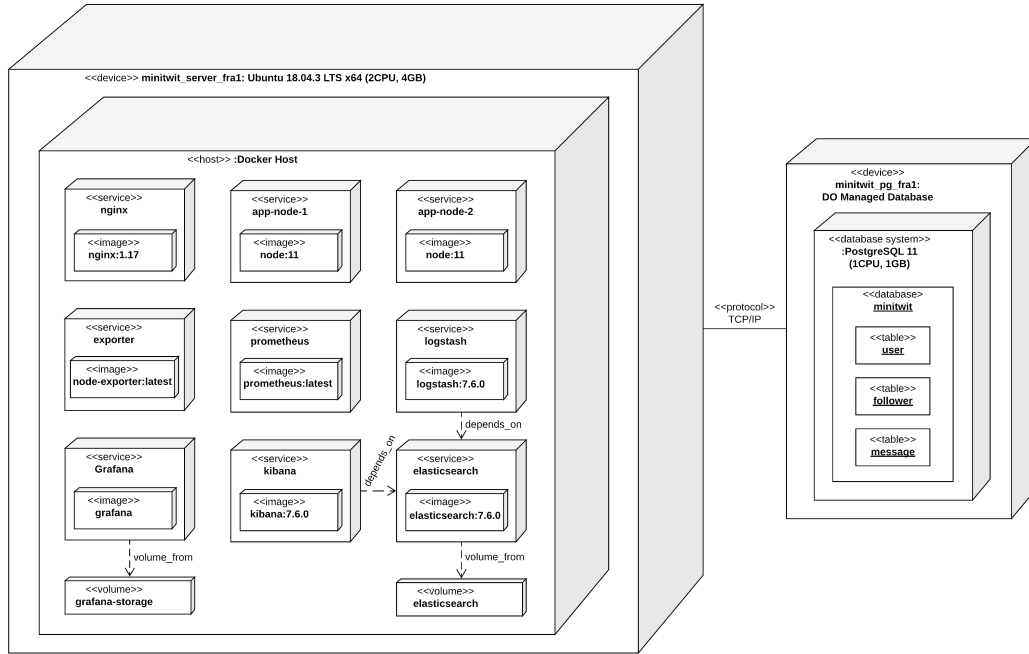 <<device>> minitwit_server_fra1: Ubuntu 18.04.3 LTS x64 (2CPU, 4GB)
<<host>> :Docker Host
<<service>>
nginx
<<image>>
nginx:1.17
<<service>>
app-node-1
<<image>>
node:11
<<service>>
app-node-2
<<image>>
node:11
<<service>>
exporter
<<image>>
node-exporter:latest
<<service>>
prometheus
<<image>>
prometheus:latest
<<service>>
logstash
<<image>>
logstash:7.6.0
depends_on
<<service>>
Grafana
<<image>>
grafana
<<service>>
kibana
<<image>>
kibana:7.6.0
depends_on
<<service>>
elasticsearch
<<image>>
elasticsearch:7.6.0
volume_from
volume_from
<<volume>>
grafana-storage
<<volume>>
elasticsearch
<<protocol>>
TCP/IP
<<device>>
minitwit_pg_fra1:
DO Managed Database
<<database system>>
:PostgreSQL 11
(1CPU, 1GB)
<<database>
minitwit
<<table>>
user
<<table>>
follower
<<table>>
message